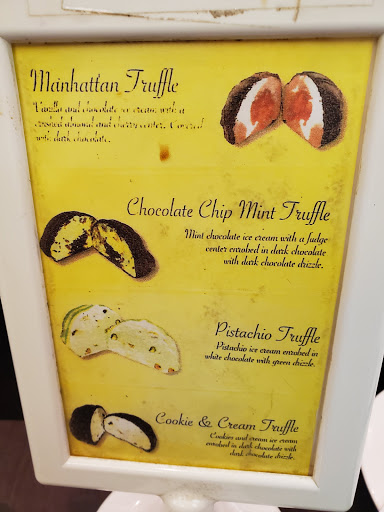 Mainhattan Truffle
Vanilla and chocolate ice cream with a
crushed almond and cherry center. Covered
with dark chocolate.
Chocolate Chip Mint Truffle
Mint chocolate ice cream with a fudge
center enrobed in dark chocolate
with dark chocolate drizzle.
Pistachio Truffle
Pistachio ice cream enrobed in
white chocolate with green drizzle.
Cookie & Cream Truffle
Cookies and cream ice cream
enrobed in dark chocolate with
dark chocolate drizzle.